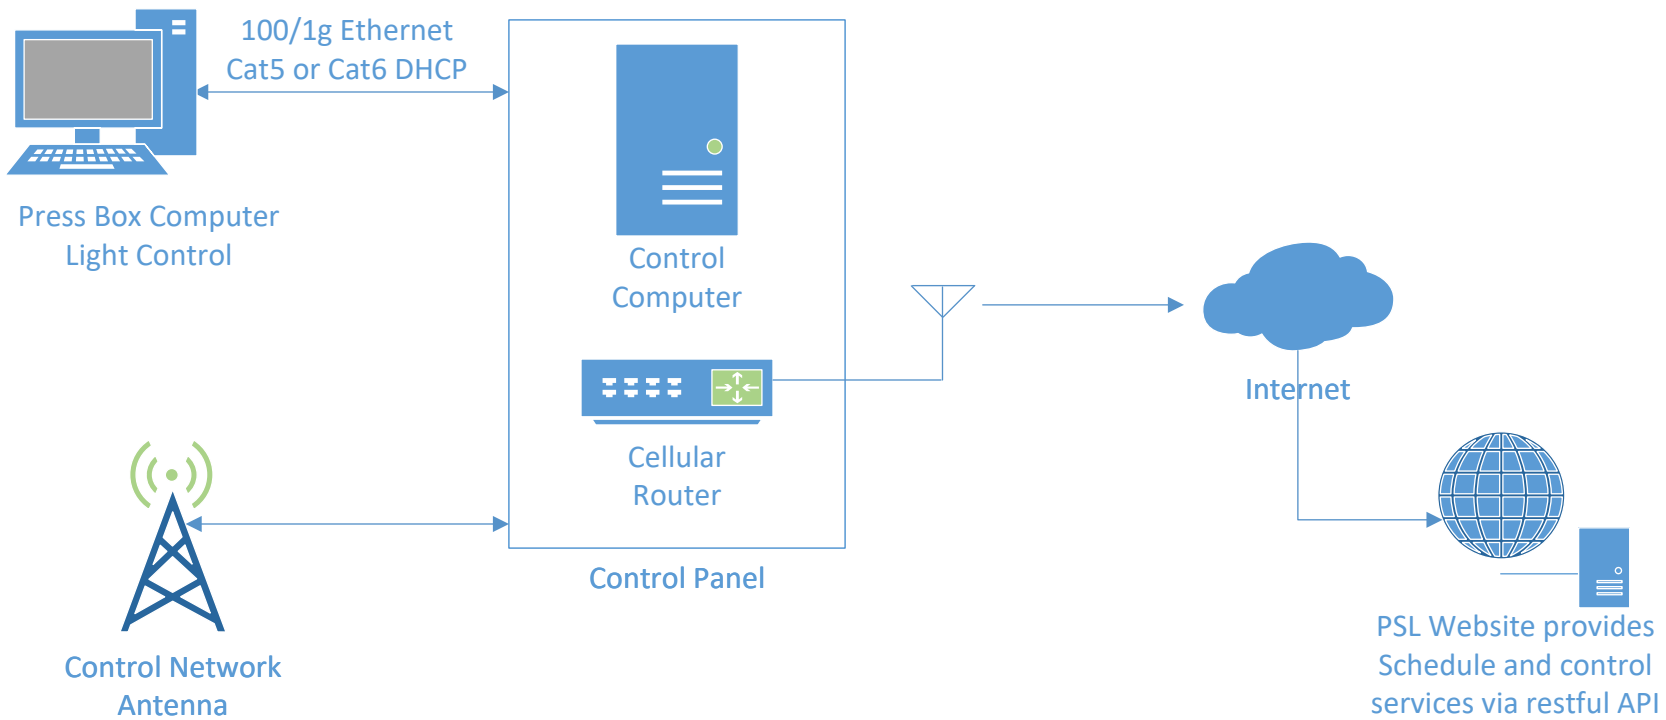 100/1g Ethernet
Cat5 or Cat6 DHCP
Press Box Computer
Light Control
Control
Computer
Cellular
Router
Control Panel
Internet
Control Network
Antenna
PSL Website provides
Schedule and control
services via restful API